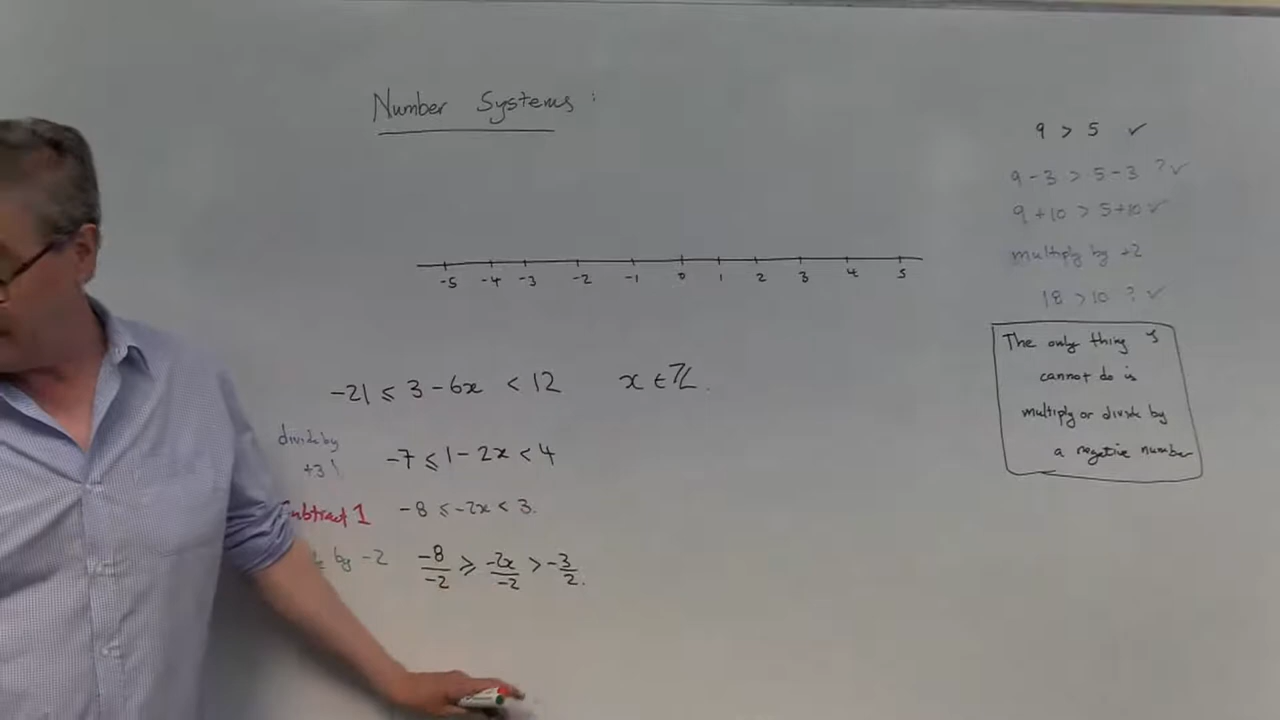 Number Systems :
-5 -4 -3 -2 -1 0 1 2 3 4 5
-21 ≤ 3 - 6x < 12 x ∈ ℤ.
divide by
+3
-7 ≤ 1 - 2x < 4
Subtract 1 -8 ≤ -2x < 3.
by -2 -8/-2 ≥ -2x/-2 > -3/2.
9 > 5 ✓
9 - 3 > 5 - 3 ? ✓
9 + 10 > 5 + 10 ✓
multiply by +2
18 > 10 ? ✓
The only thing
cannot do is
multiply or divide by
a negative number